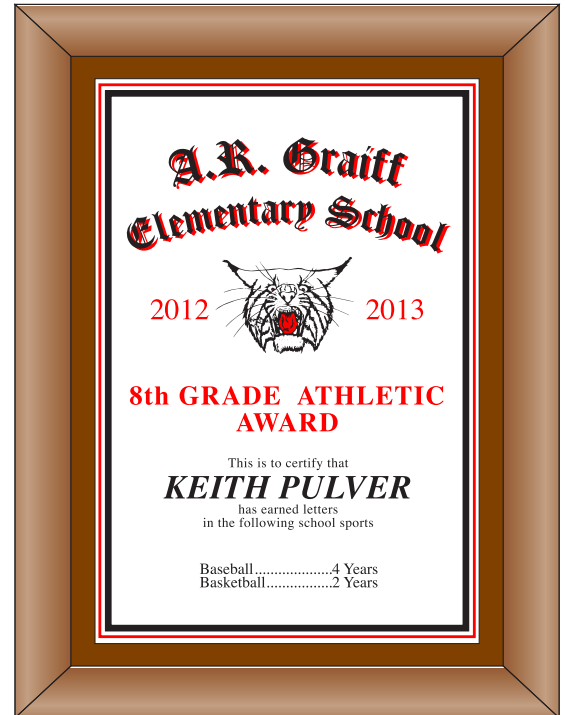 A.R. Graiff
Elementary School
2012 2013
8th GRADE ATHLETIC
AWARD
This is to certify that
KEITH PULVER
has earned letters
in the following school sports
Baseball....................4 Years
Basketball.................2 Years